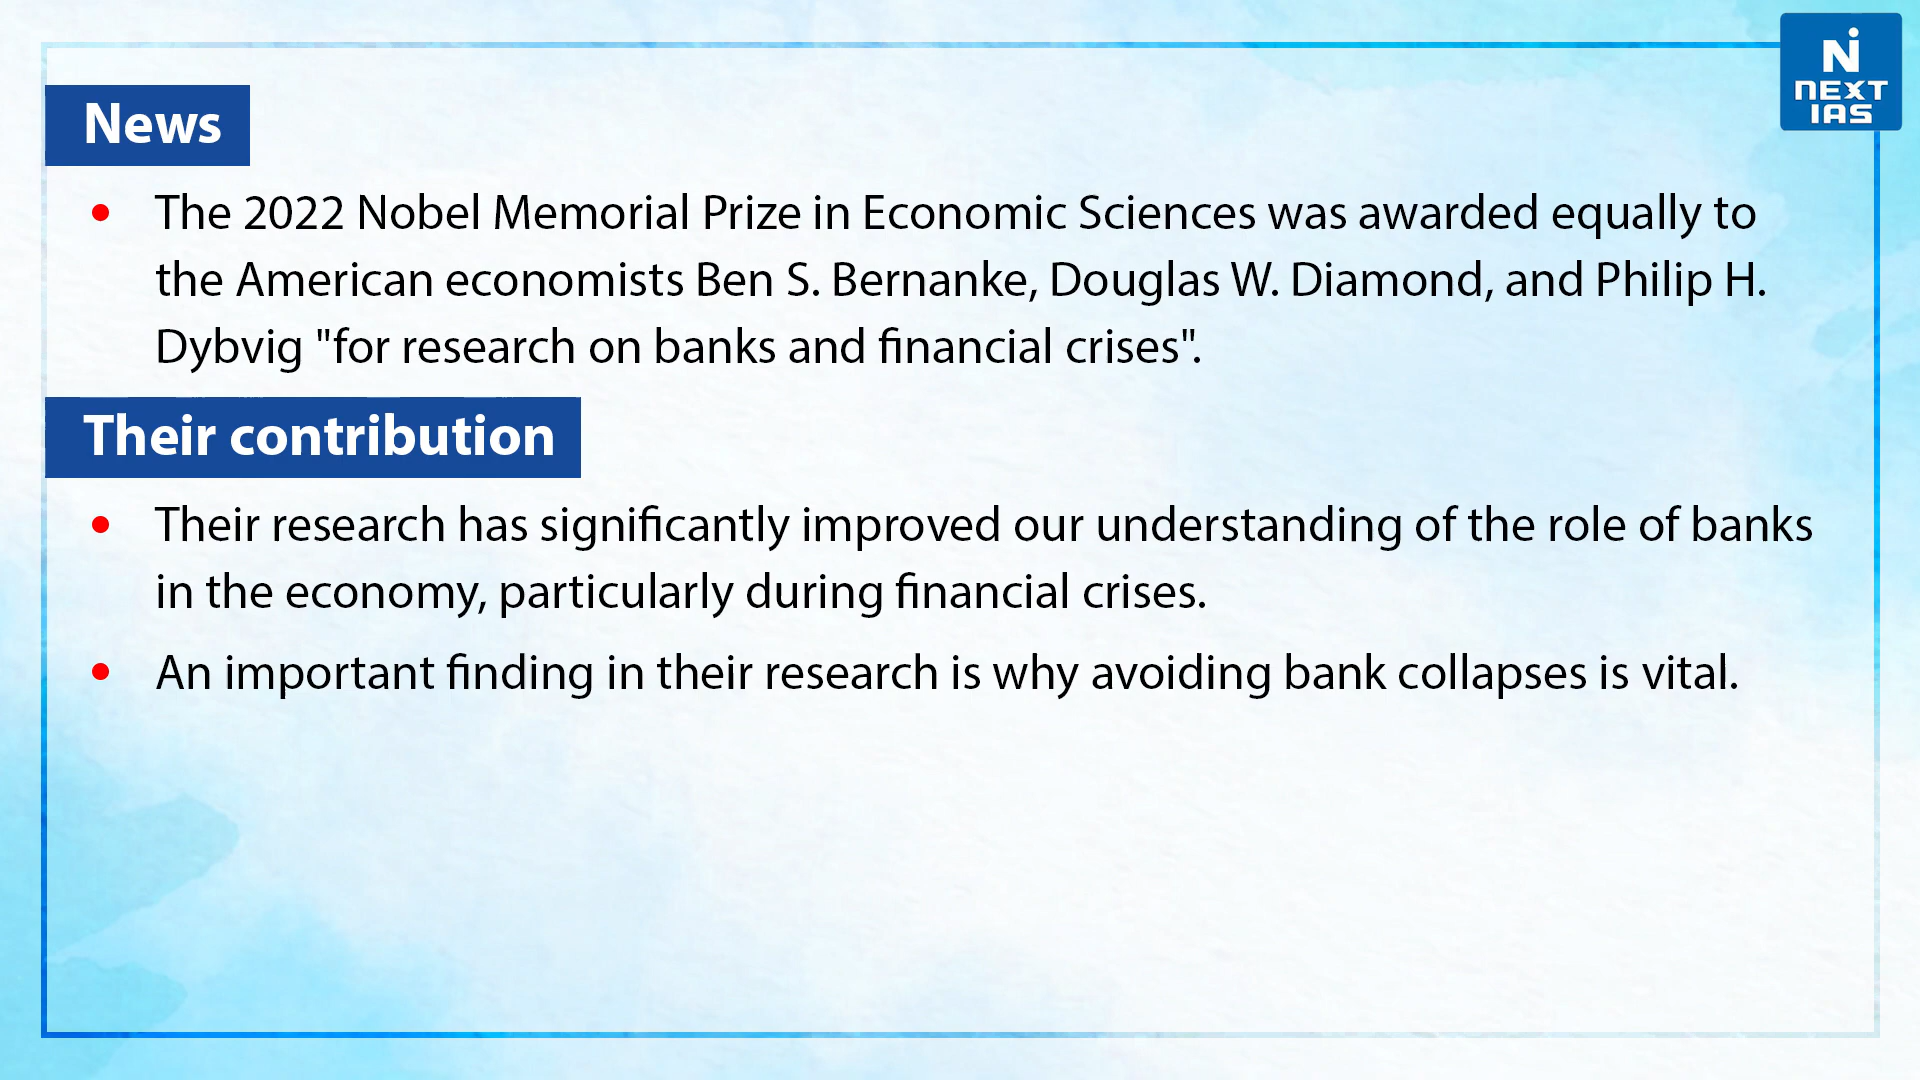 NEXT
IAS
News
• The 2022 Nobel Memorial Prize in Economic Sciences was awarded equally to
the American economists Ben S. Bernanke, Douglas W. Diamond, and Philip H.
Dybvig "for research on banks and financial crises".
Their contribution
• Their research has significantly improved our understanding of the role of banks
in the economy, particularly during financial crises.
• An important finding in their research is why avoiding bank collapses is vital.